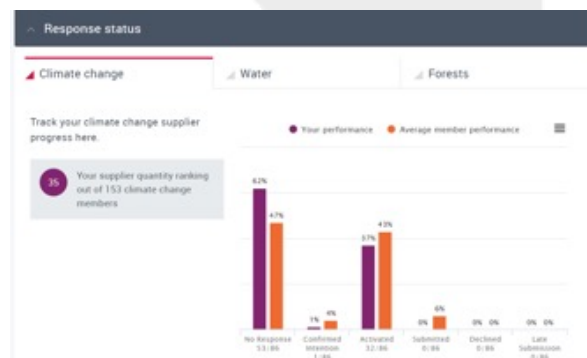 Response status
Climate change
Water
Forests
Track your climate change supplier
progress here.
35
Your supplier quantity ranking
out of 153 climate change
members
Your performance
Average member performance
62%
47%
1%
4%
37%
43%
0%
6%
0%
0%
0%
0%
No Response
53/86
Confirmed
Intention
1/86
Activated
32/86
Submitted
0/86
Declined
0/86
Late
Submission
0/86